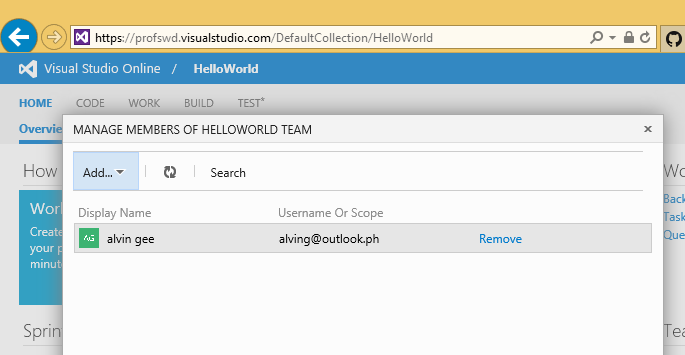 https://profswd.visualstudio.com/DefaultCollection/HelloWorld
Visual Studio Online / HelloWorld
HOME CODE WORK BUILD TEST*
Overvie
MANAGE MEMBERS OF HELLOWORLD TEAM ×
How
Wo
Add... Search
Work
Back
Creat
Task
your p
Display Name Username Or Scope
Que
minut
AG alvin gee alving@outlook.ph Remove
Sprin
Tea